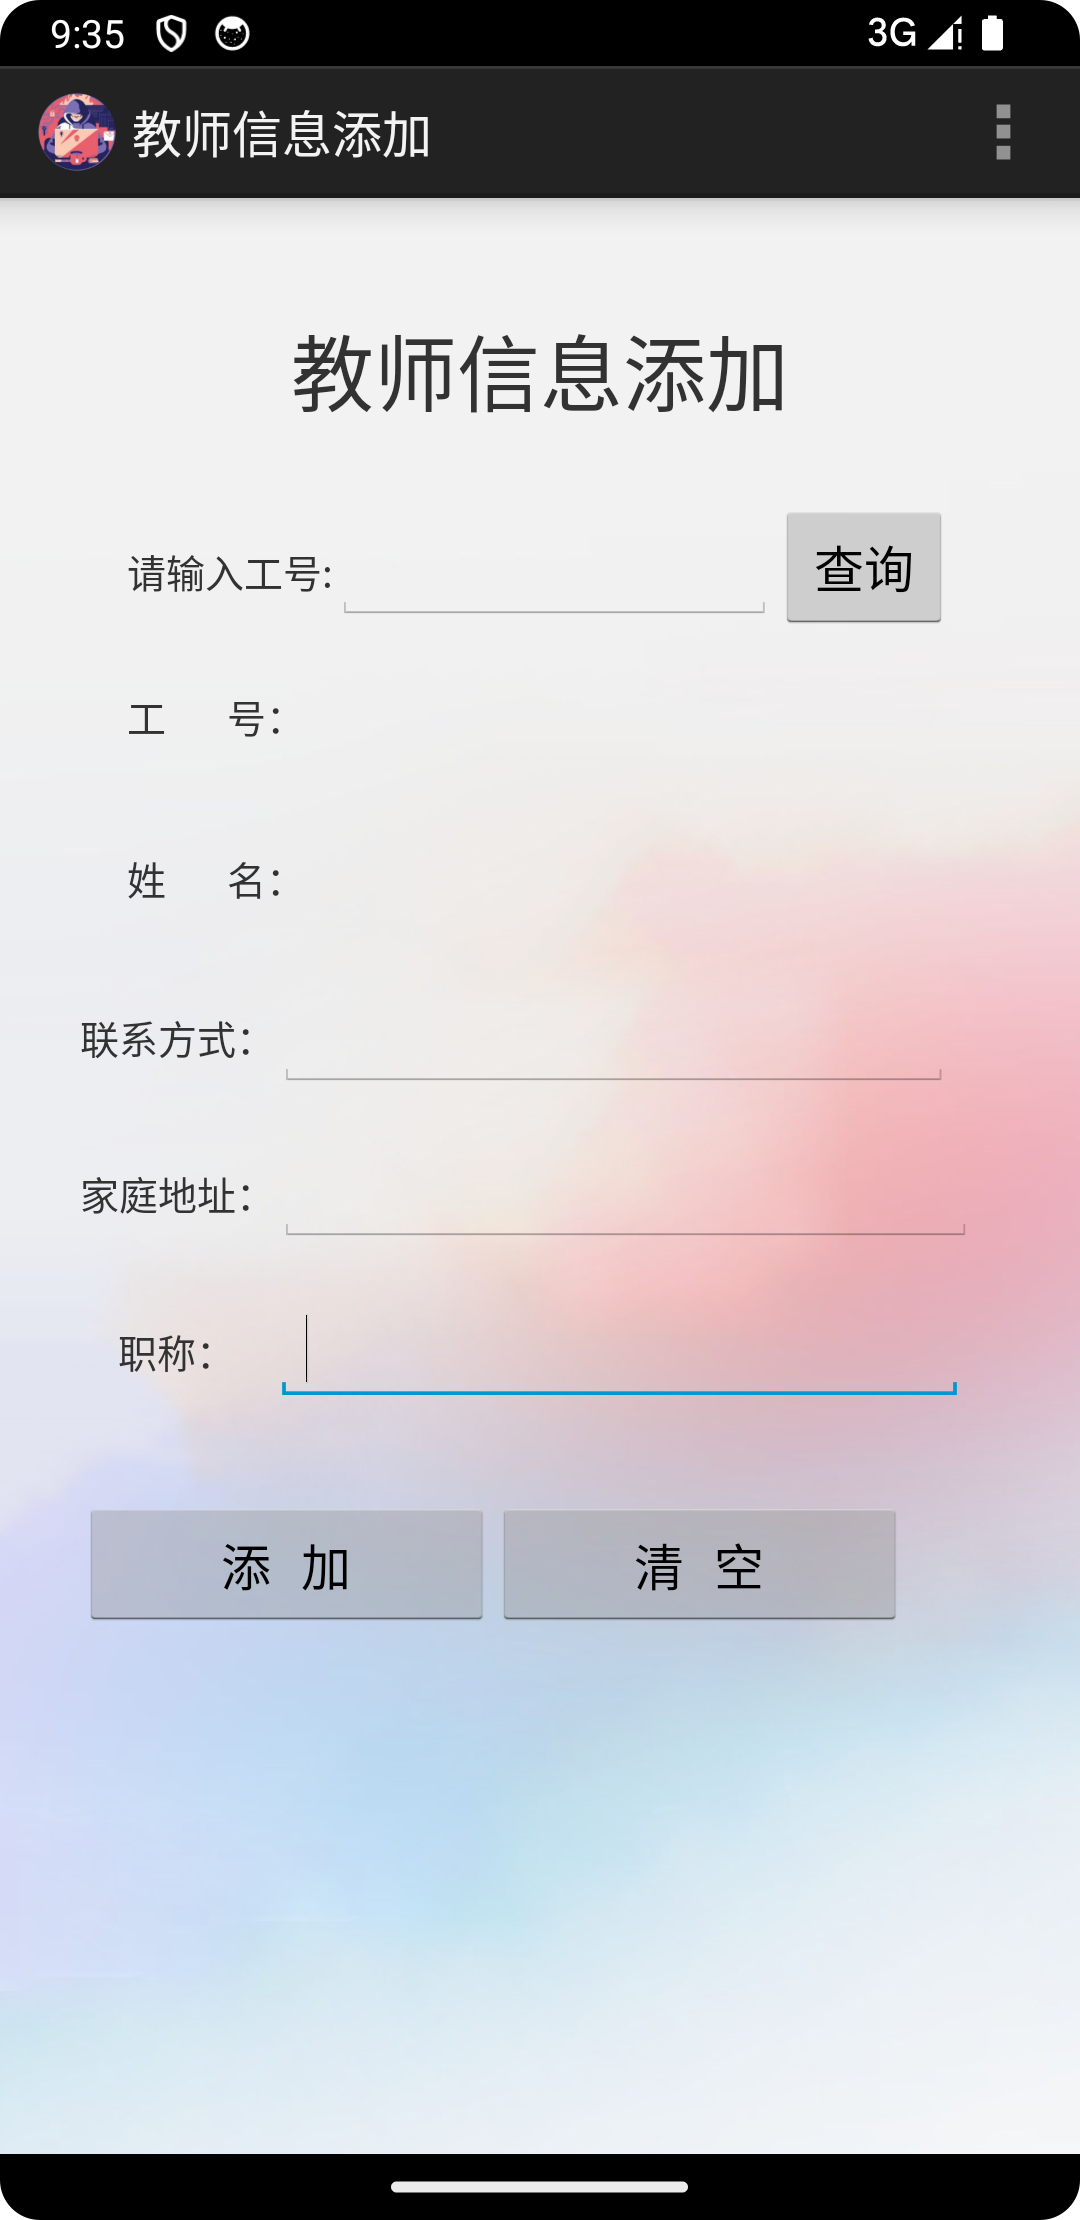 9:35
3G
教师信息添加
教师信息添加
请输入工号:
查询
工 号：
姓 名：
联系方式：
家庭地址：
职称：
添 加
清 空